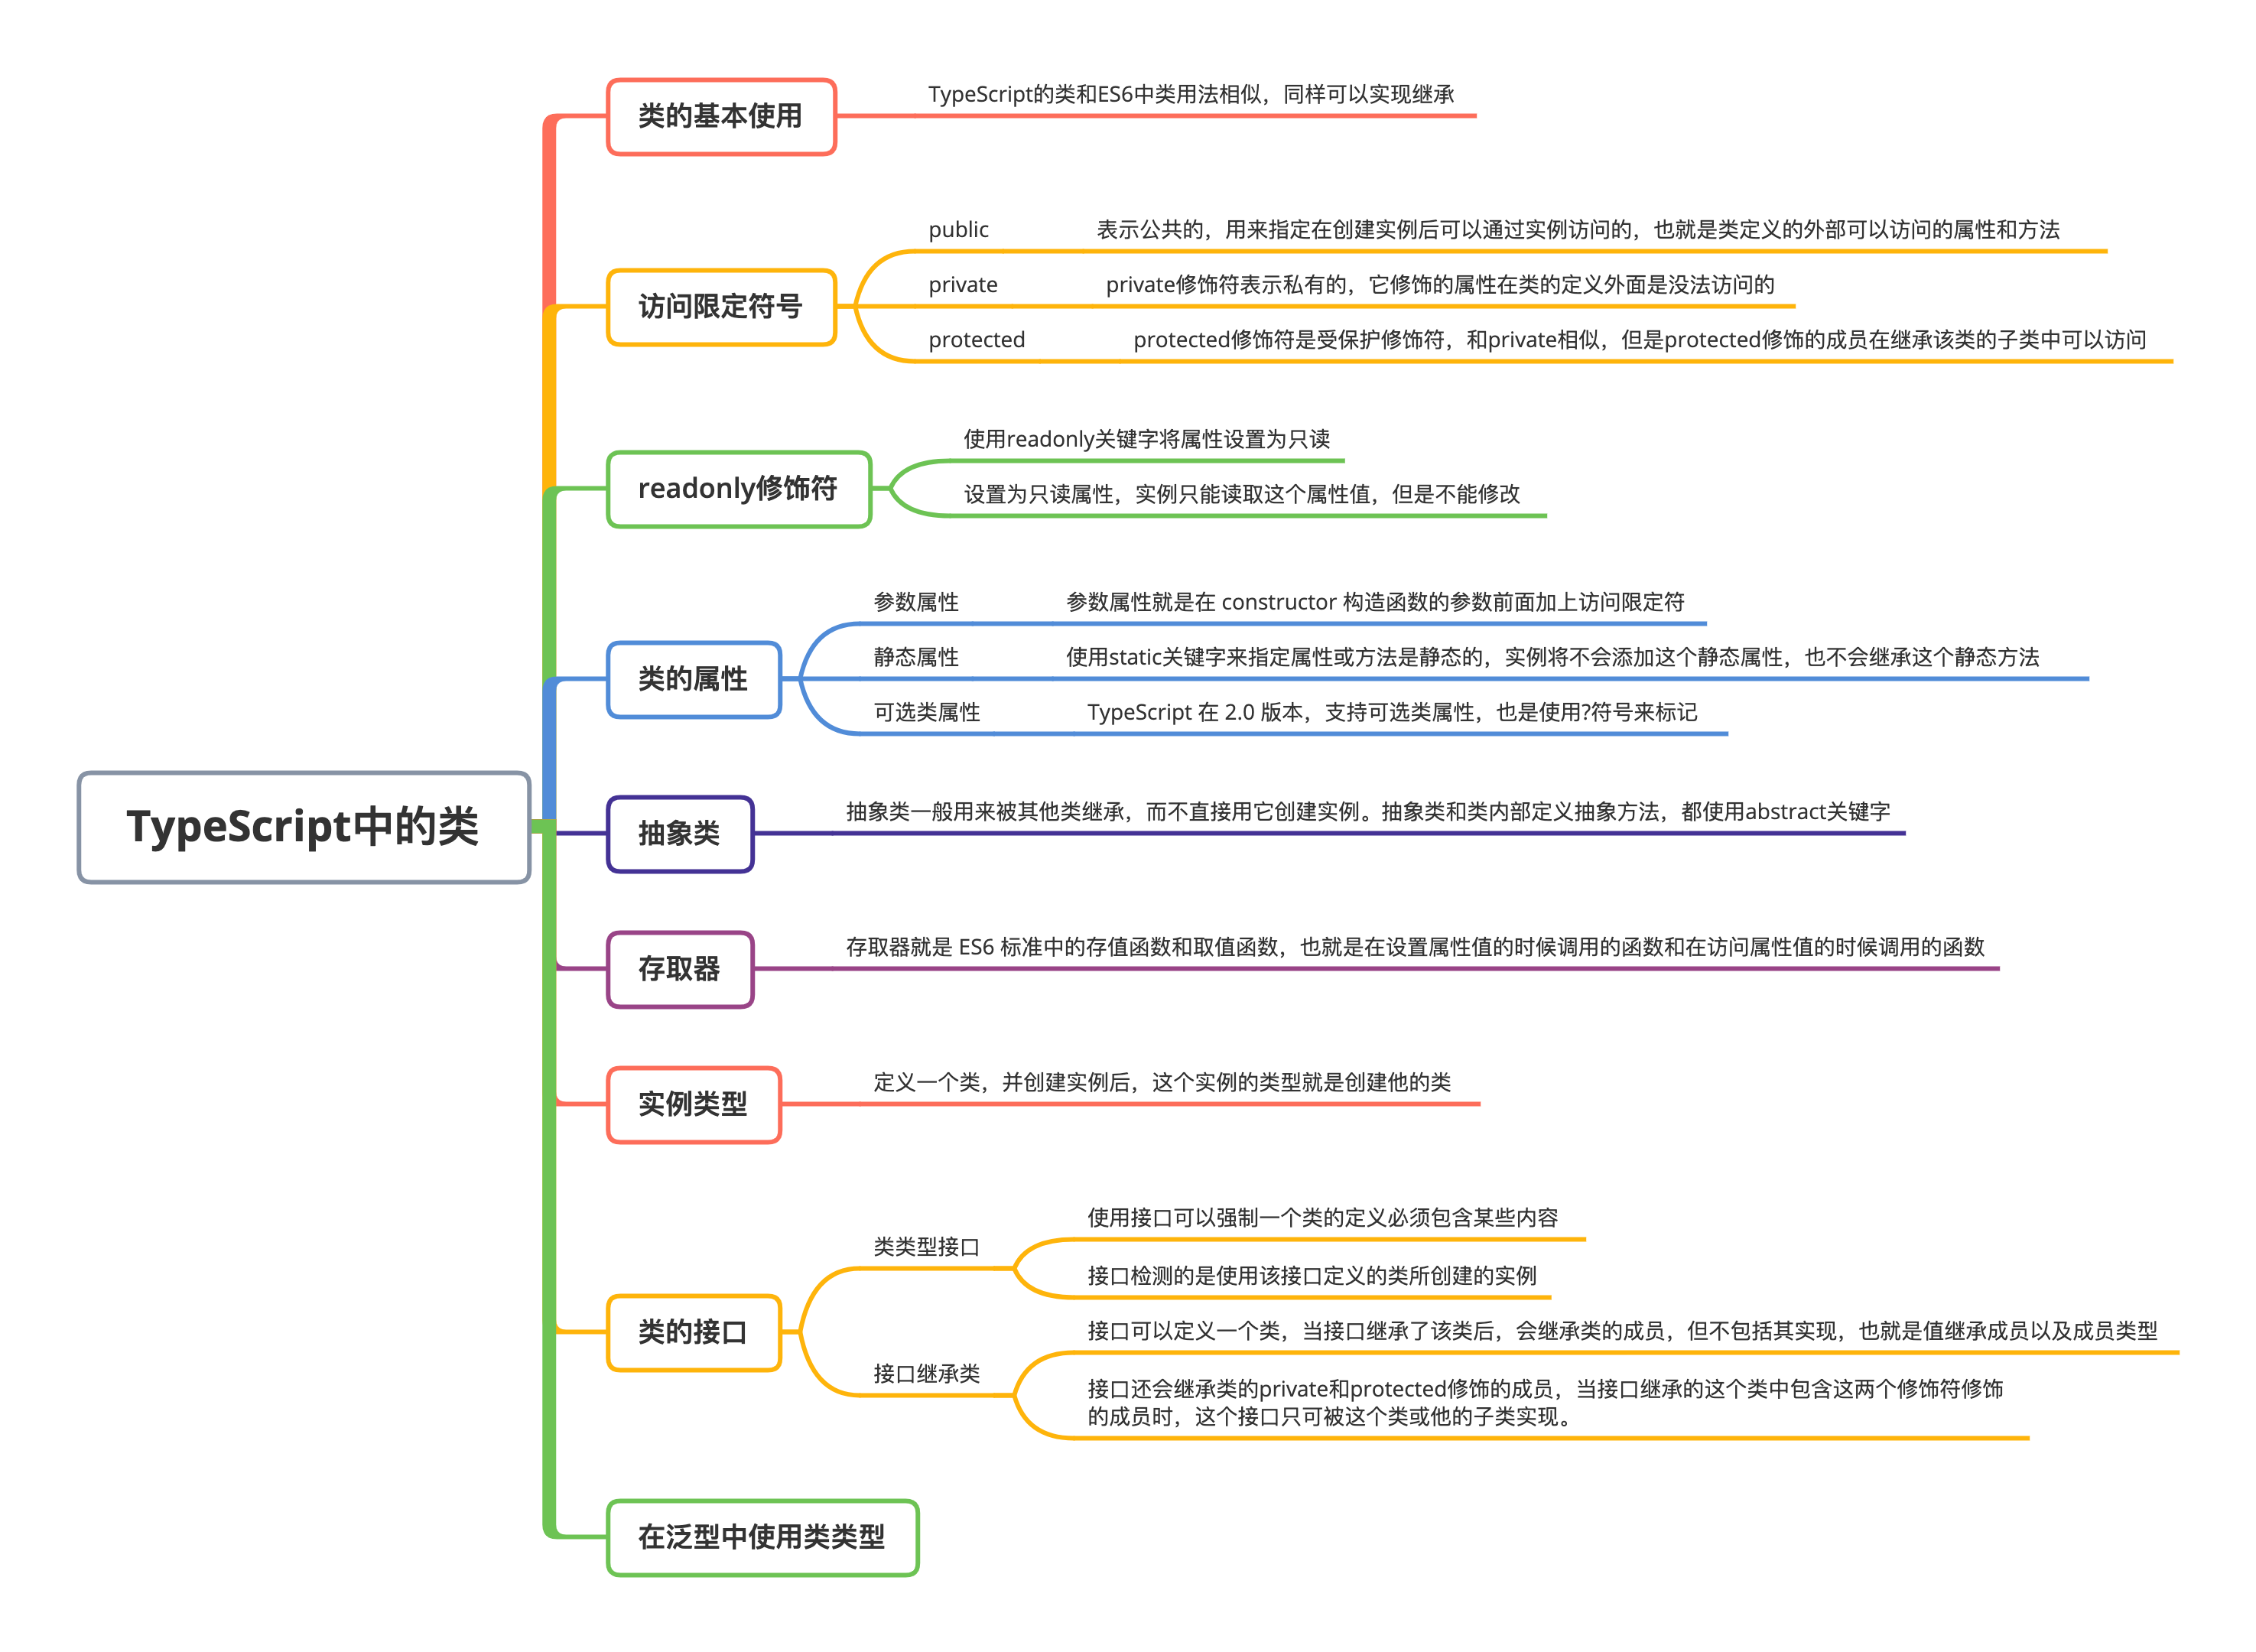 TypeScript中的类
类的基本使用
TypeScript的类和ES6中类用法相似，同样可以实现继承
访问限定符号
public
表示公共的，用来指定在创建实例后可以通过实例访问的，也就是类定义的外部可以访问的属性和方法
private
private修饰符表示私有的，它修饰的属性在类的定义外面是没法访问的
protected
protected修饰符是受保护修饰符，和private相似，但是protected修饰的成员在继承该类的子类中可以访问
readonly修饰符
使用readonly关键字将属性设置为只读
设置为只读属性，实例只能读取这个属性值，但是不能修改
类的属性
参数属性
参数属性就是在 constructor 构造函数的参数前面加上访问限定符
静态属性
使用static关键字来指定属性或方法是静态的，实例将不会添加这个静态属性，也不会继承这个静态方法
可选类属性
TypeScript 在 2.0 版本，支持可选类属性，也是使用?符号来标记
抽象类
抽象类一般用来被其他类继承，而不直接用它创建实例。抽象类和类内部定义抽象方法，都使用abstract关键字
存取器
存取器就是 ES6 标准中的存值函数和取值函数，也就是在设置属性值的时候调用的函数和在访问属性值的时候调用的函数
实例类型
定义一个类，并创建实例后，这个实例的类型就是创建他的类
类的接口
类类型接口
使用接口可以强制一个类的定义必须包含某些内容
接口检测的是使用该接口定义的类所创建的实例
接口继承类
接口可以定义一个类，当接口继承了该类后，会继承类的成员，但不包括其实现，也就是值继承成员以及成员类型
接口还会继承类的private和protected修饰的成员，当接口继承的这个类中包含这两个修饰符修饰
的成员时，这个接口只可被这个类或他的子类实现。
在泛型中使用类类型